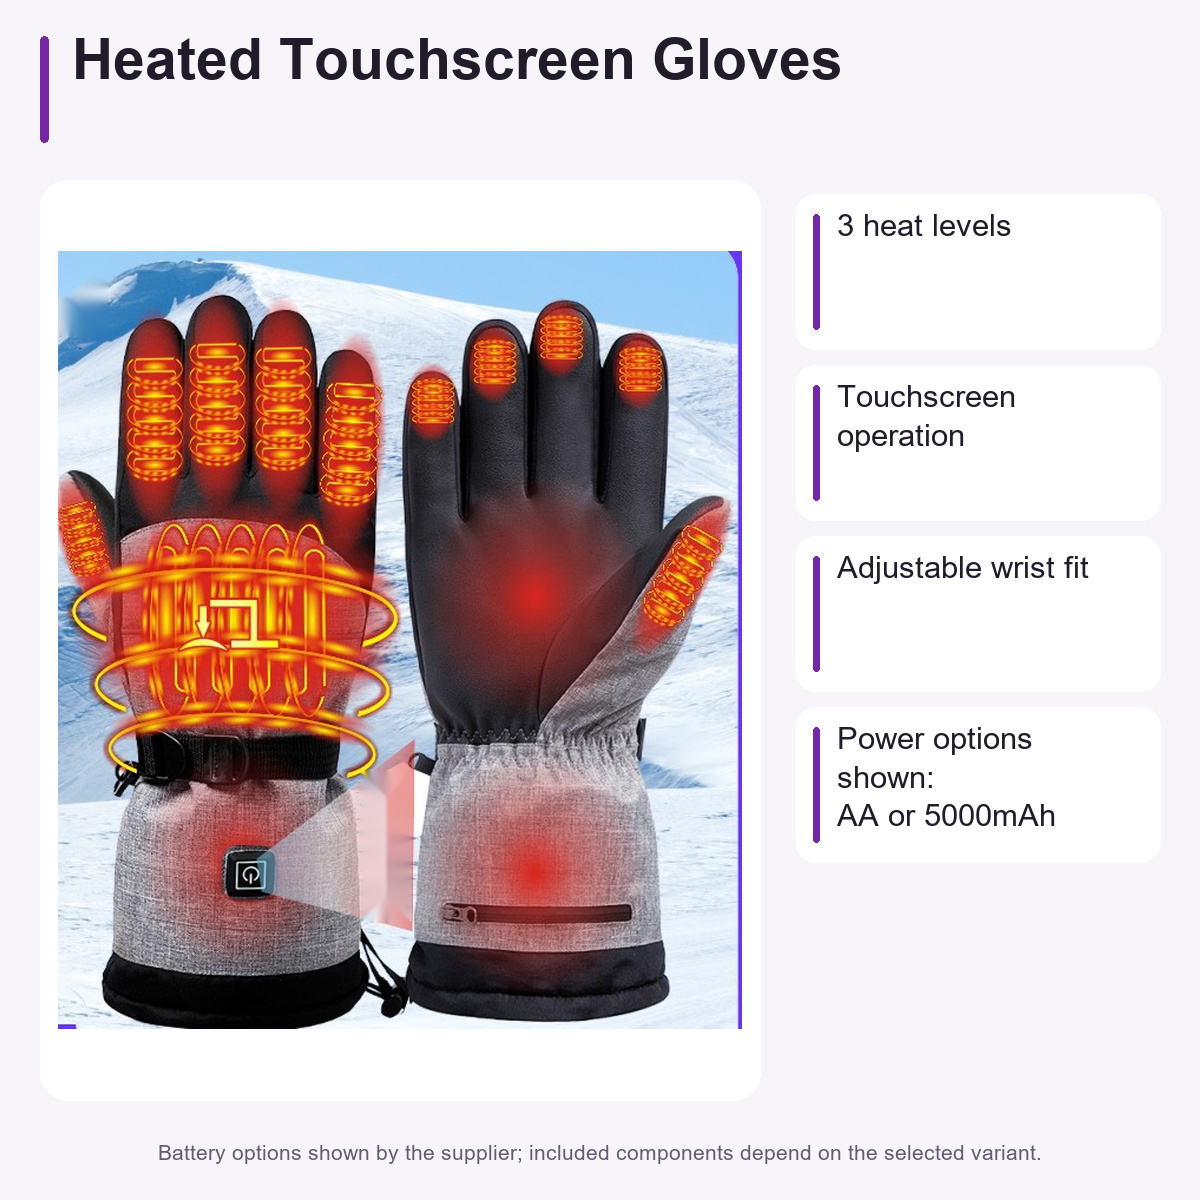 Heated Touchscreen Gloves
3 heat levels
Touchscreen
operation
Adjustable wrist fit
Power options
shown:
AA or 5000mAh
Battery options shown by the supplier; included components depend on the selected variant.